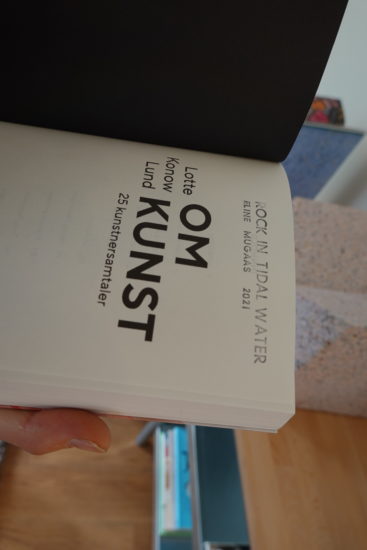 ROCK IN TIDAL WATER
ELINE MUGAAS 2021
Lotte
Konow
Lund
OM
KUNST
25 kunstnersamtaler